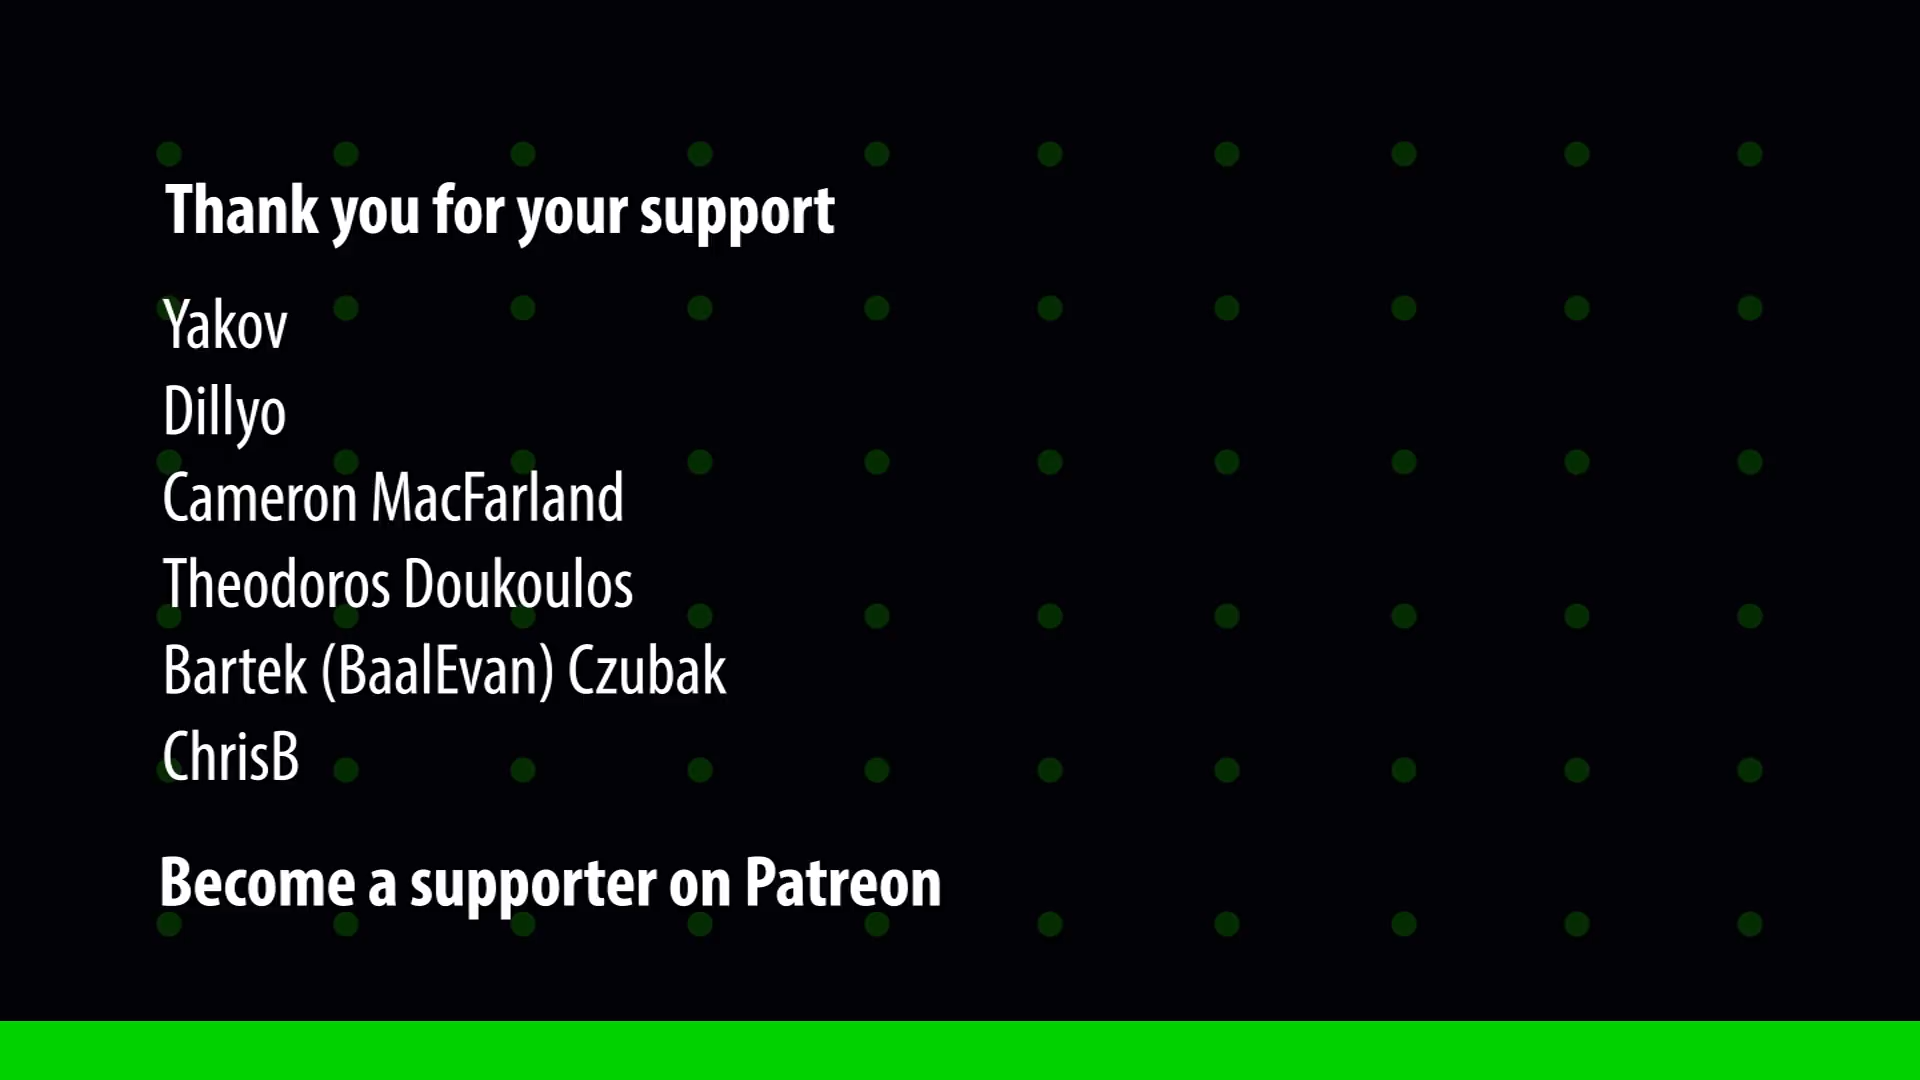 Thank you for your support
Yakov
Dillyo
Cameron MacFarland
Theodoros Doukoulos
Bartek (BaalEvan) Czubak
ChrisB
Become a supporter on Patreon